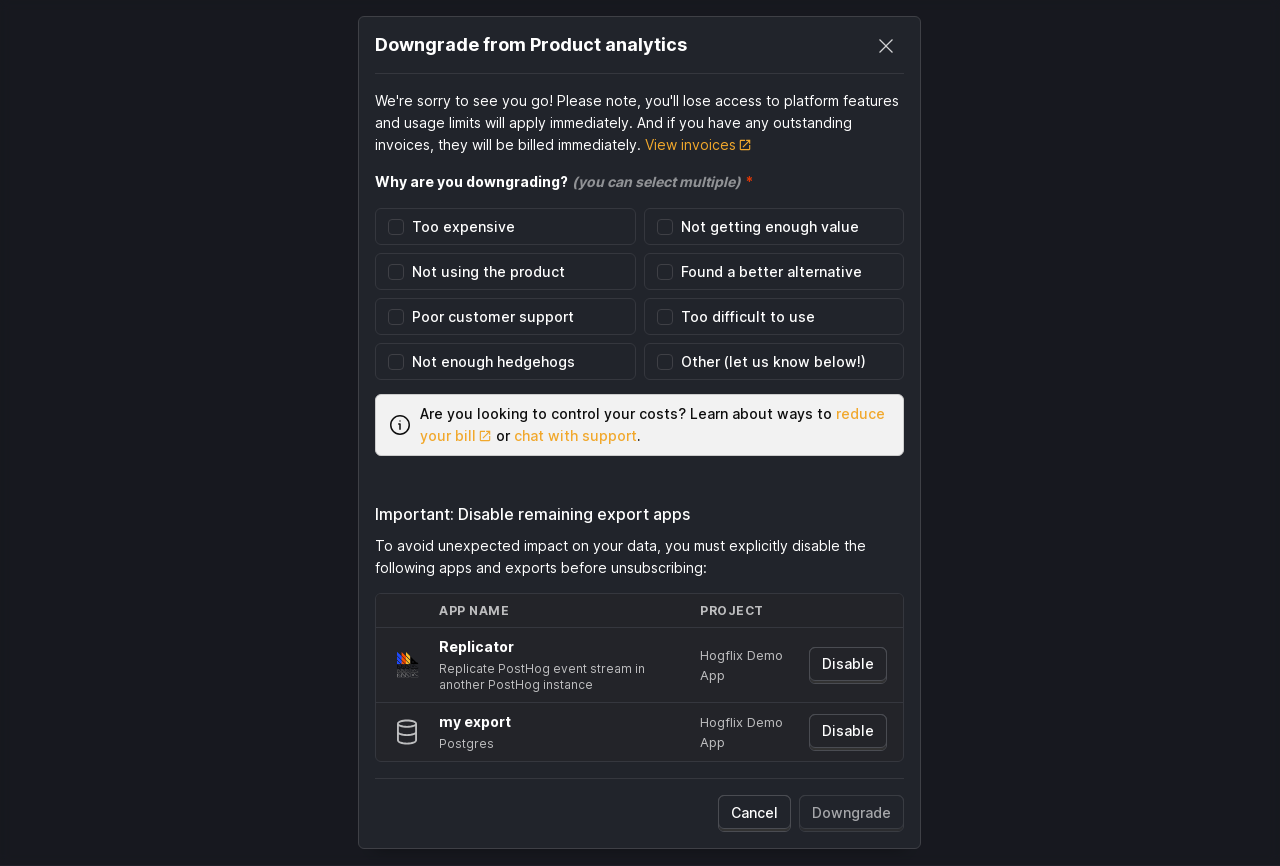 Downgrade from Product analytics
We're sorry to see you go! Please note, you'll lose access to platform features
and usage limits will apply immediately. And if you have any outstanding
invoices, they will be billed immediately. View invoices
Why are you downgrading? (you can select multiple) *
Too expensive
Not getting enough value
Not using the product
Found a better alternative
Poor customer support
Too difficult to use
Not enough hedgehogs
Other (let us know below!)
Are you looking to control your costs? Learn about ways to reduce
your bill or chat with support.
Important: Disable remaining export apps
To avoid unexpected impact on your data, you must explicitly disable the
following apps and exports before unsubscribing:
APP NAME
PROJECT
Replicator
Replicate PostHog event stream in
another PostHog instance
Hogflix Demo
App
Disable
my export
Postgres
Hogflix Demo
App
Disable
Cancel
Downgrade